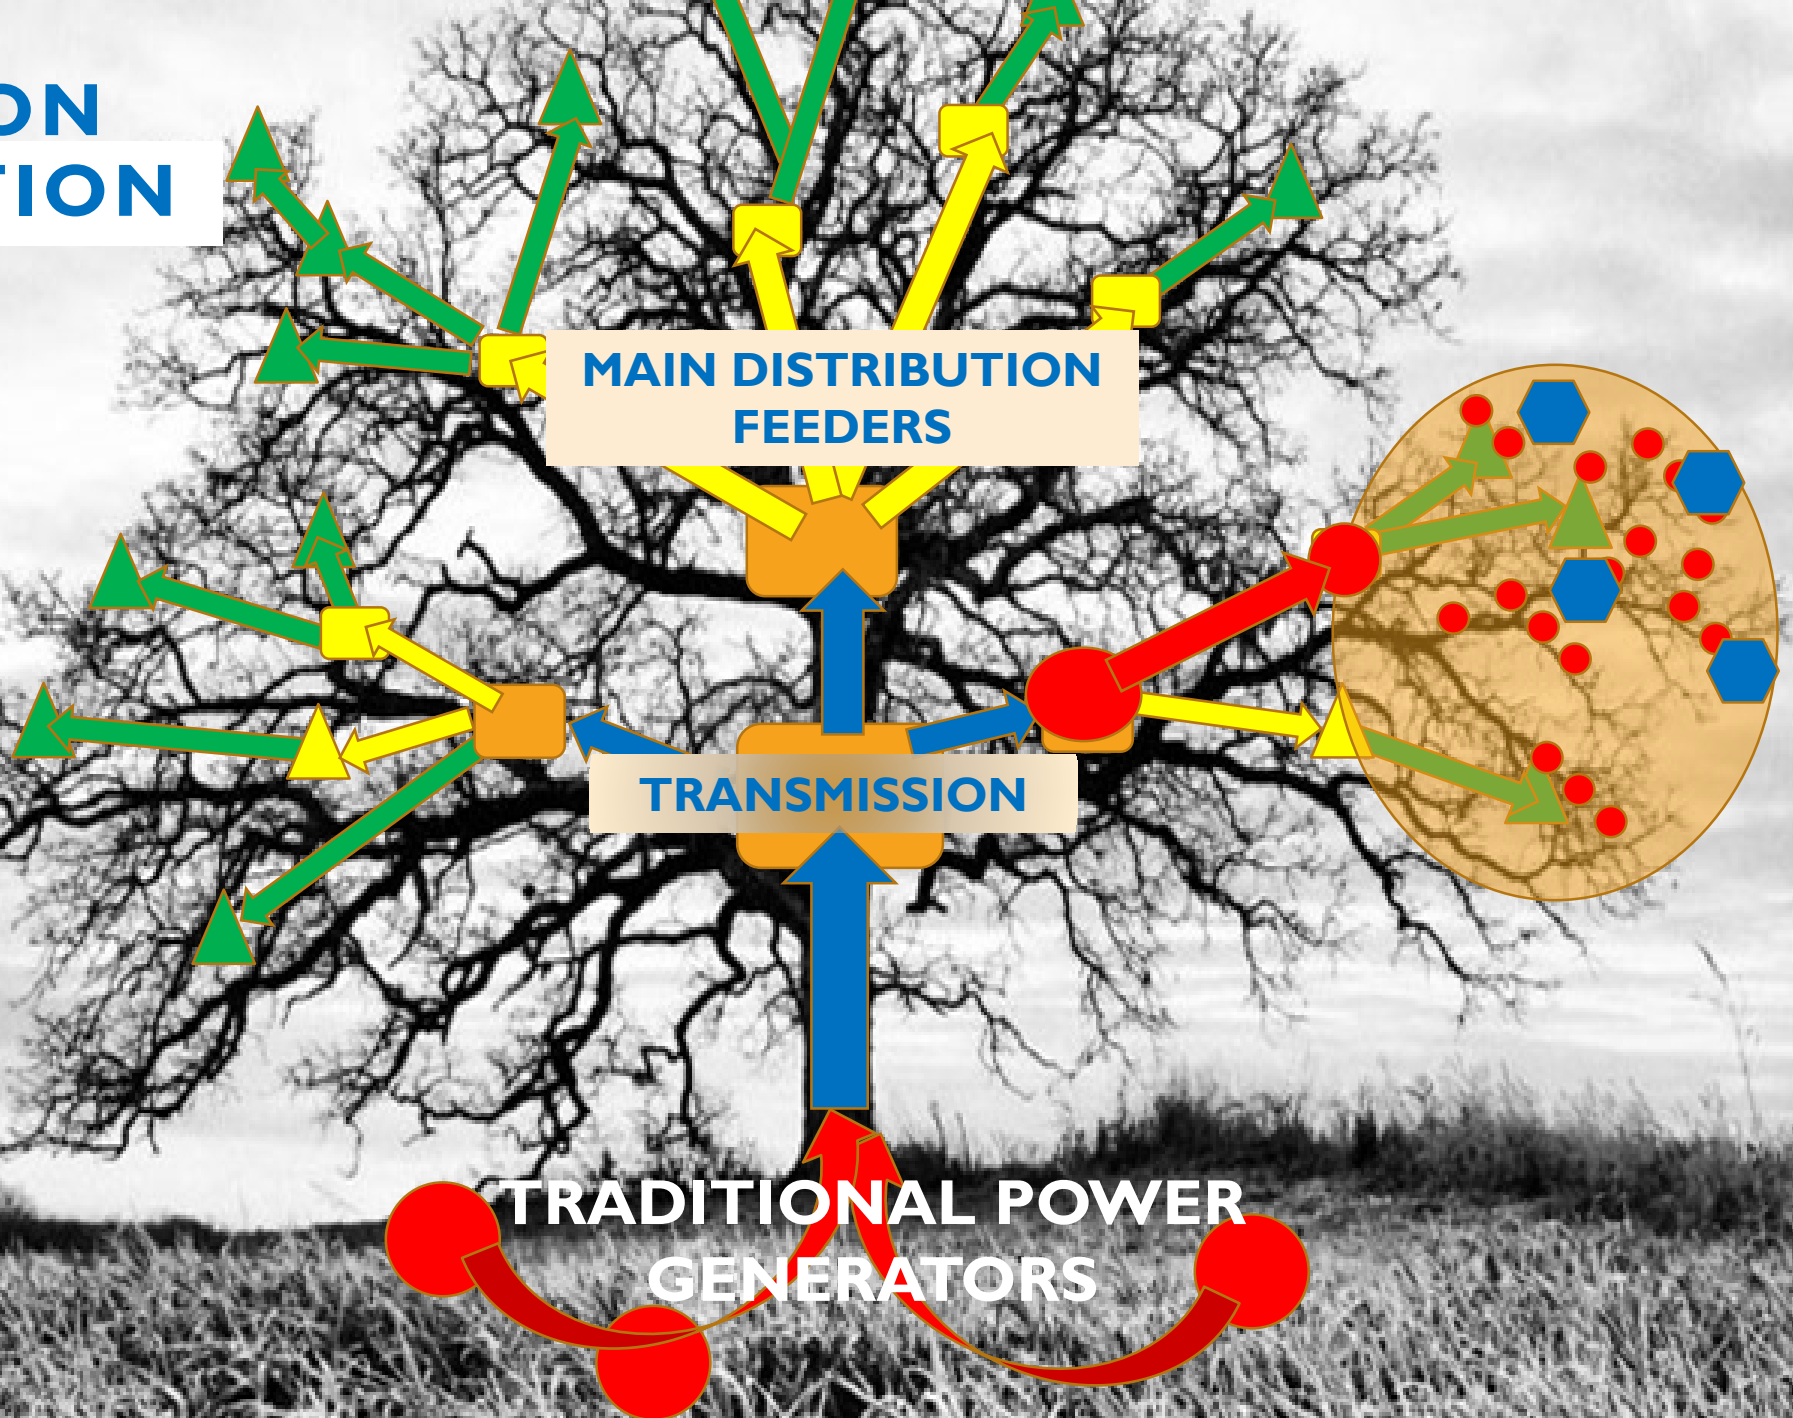 ON
TION
MAIN DISTRIBUTION
FEEDERS
TRANSMISSION
TRADITIONAL POWER
GENERATORS